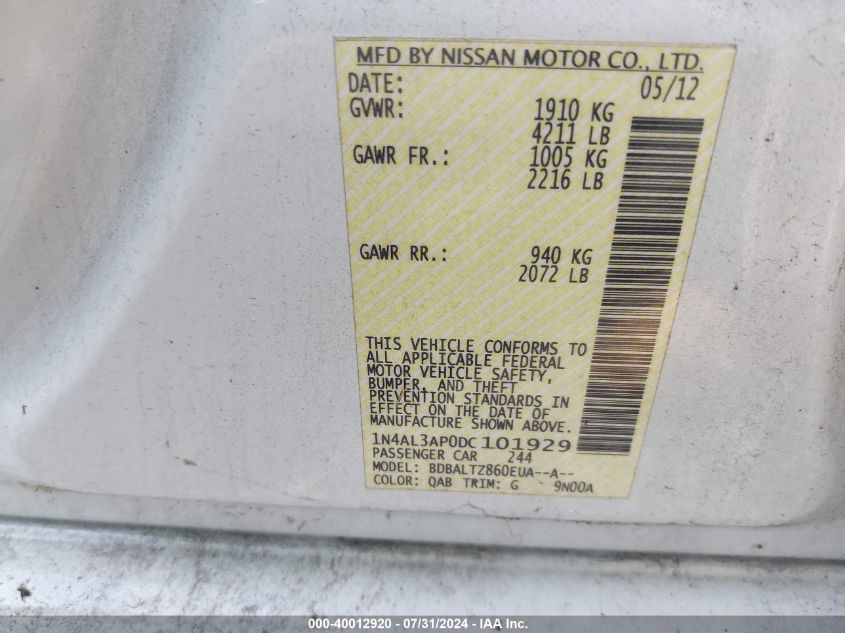 MFD BY NISSAN MOTOR CO., LTD.
DATE: 05/12
GVWR: 1910 KG
4211 LB
GAWR FR.: 1005 KG
2216 LB
GAWR RR.: 940 KG
2072 LB
THIS VEHICLE CONFORMS TO
ALL APPLICABLE FEDERAL
MOTOR VEHICLE SAFETY,
BUMPER, AND THEFT
PREVENTION STANDARDS IN
EFFECT ON THE DATE OF
MANUFACTURE SHOWN ABOVE.
1N4AL3AP0DC101929
PASSENGER CAR 244
MODEL: BDBALTZ860EUA--A--
COLOR: QAB TRIM: G 9N00A
000-40012920 - 07/31/2024 - © IAA Holdings, LLC